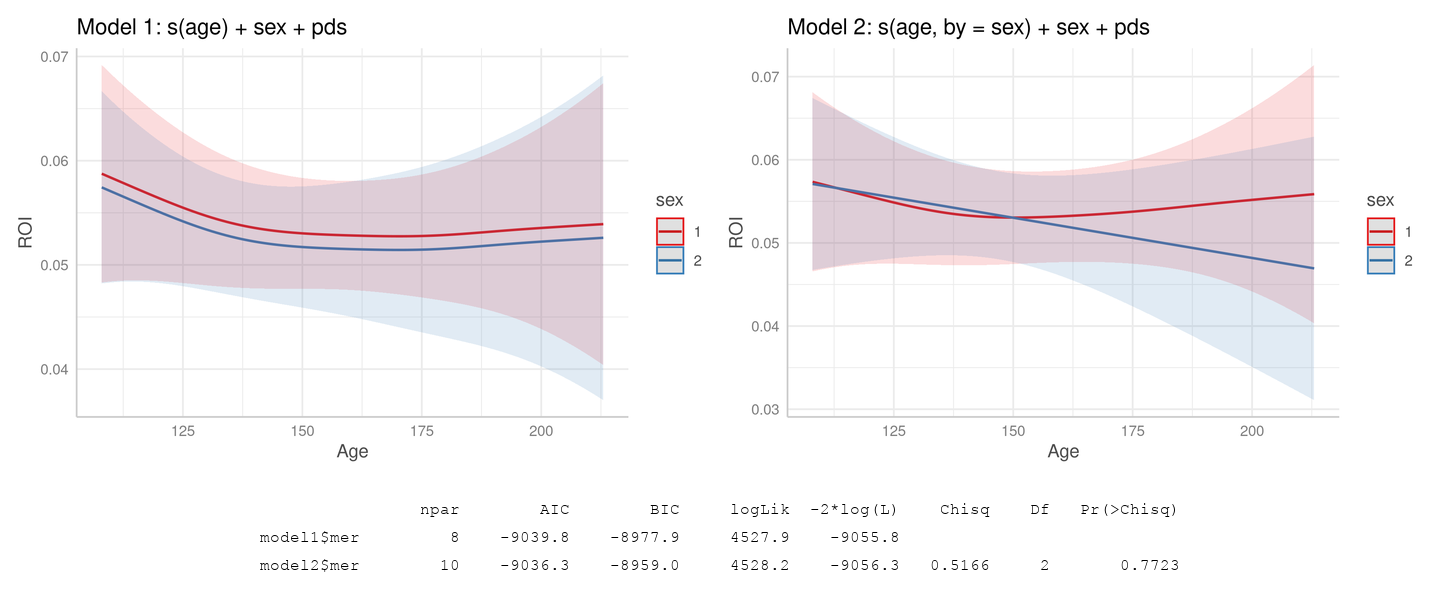 Model 1: s(age) + sex + pds
0.07
0.06
0.05
0.04
ROI
125 150 175 200
Age
sex
1
2
Model 2: s(age, by = sex) + sex + pds
0.07
0.06
0.05
0.04
0.03
ROI
125 150 175 200
Age
sex
1
2
npar AIC BIC logLik -2*log(L) Chisq Df Pr(>Chisq)
model1$mer 8 -9039.8 -8977.9 4527.9 -9055.8
model2$mer 10 -9036.3 -8959.0 4528.2 -9056.3 0.5166 2 0.7723